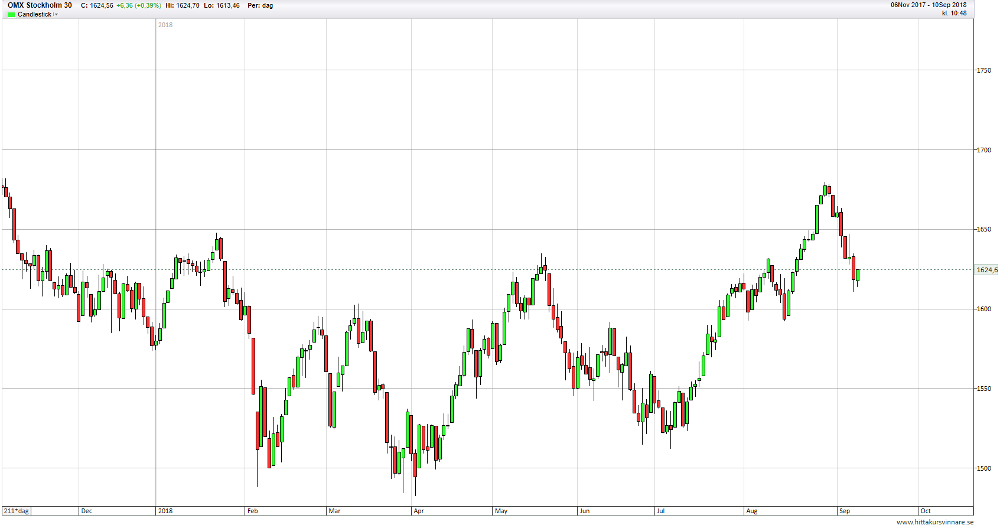 OMX Stockholm 30 C: 1624,56 +6,36 (+0,39%) Hi: 1624,70 Lo: 1613,46 Per: dag
06Nov 2017 - 10Sep 2018
Candlestick
kl. 10:48
2018
1750
1700
1650
1624,6
1600
1550
1500
211*dag Dec 2018 Feb Mar Apr May Jun Jul Aug Sep Oct
www.hittakursvinnare.se